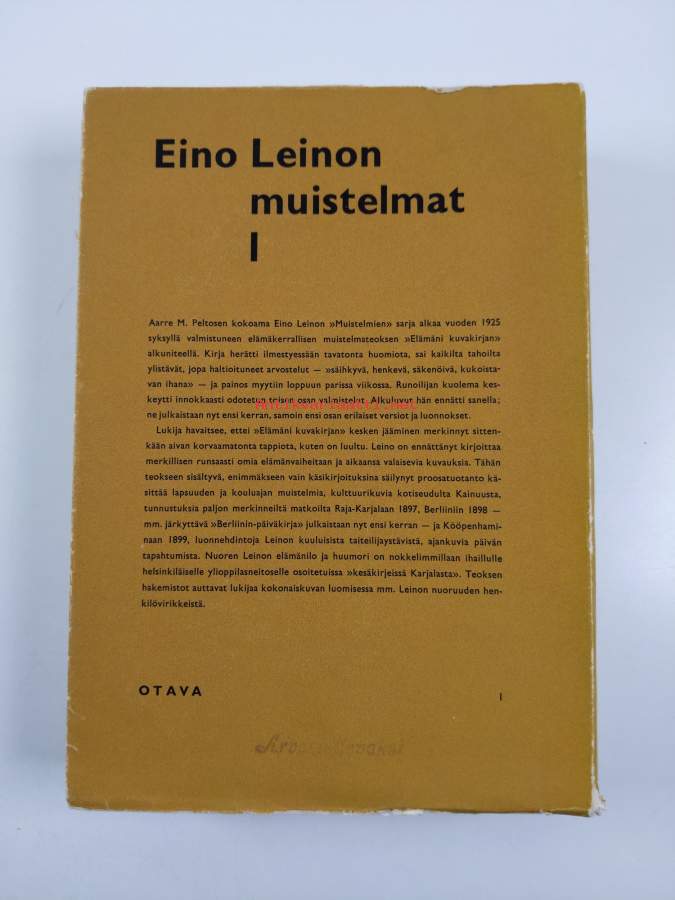 Eino Leinon
muistelmat
I
Aarre M. Peltosen kokoama Eino Leinon »Muistelmien» sarja alkaa vuoden 1925
syksyllä valmistuneen elämäkerrallisen muistelmateoksen »Elämäni kuvakirjan»
alkuniteellä. Kirja herätti ilmestyessään tavatonta huomiota, sai kaikilta tahoilta
ylistävät, jopa haltioituneet arvostelut — »säihkyvä, henkevä, säkenöivä, kukoista-
van ihana» — ja painos myytiin loppuun parissa viikossa. Runoilijan kuolema kes-
keytti innokkaasti odotetun toisen osan valmistelut. Alkuluvut hän ennätti sanella;
antikvariaatti.net
ne julkaistaan nyt ensi kerran, samoin ensi osan erilaiset versiot ja luonnokset.
Lukija havaitsee, ettei »Elämäni kuvakirjan» kesken jääminen merkinnyt sitten-
kään aivan korvaamatonta tappiota, kuten on luultu. Leino on ennättänyt kirjoittaa
merkillisen runsaasti omia elämänvaiheitaan ja aikaansa valaisevia kuvauksia. Tähän
teokseen sisältyvä, enimmäkseen vain käsikirjoituksina säilynyt proosatuotanto kä-
sittää lapsuuden ja kouluajan muistelmia, kulttuurikuvia kotiseudulta Kainuusta,
tunnustuksia paljon merkinneiltä matkoilta Raja-Karjalaan 1897, Berliiniin 1898 —
mm. järkyttävä »Berliinin-päiväkirja» julkaistaan nyt ensi kerran — ja Kööpenhami-
naan 1899, luonnehdintoja Leinon kuuluisista taiteilijaystävistä, ajankuvia päivän
tapahtumista. Nuoren Leinon elämänilo ja huumori on nokkelimmillaan ihaillulle
helsinkiläiselle ylioppilasneitoselle osoitetuissa »kesäkirjeissä Karjalasta». Teoksen
hakemistot auttavat lukijaa kokonaiskuvan luomisessa mm. Leinon nuoruuden hen-
kilövirikkeistä.
OTAVA
I